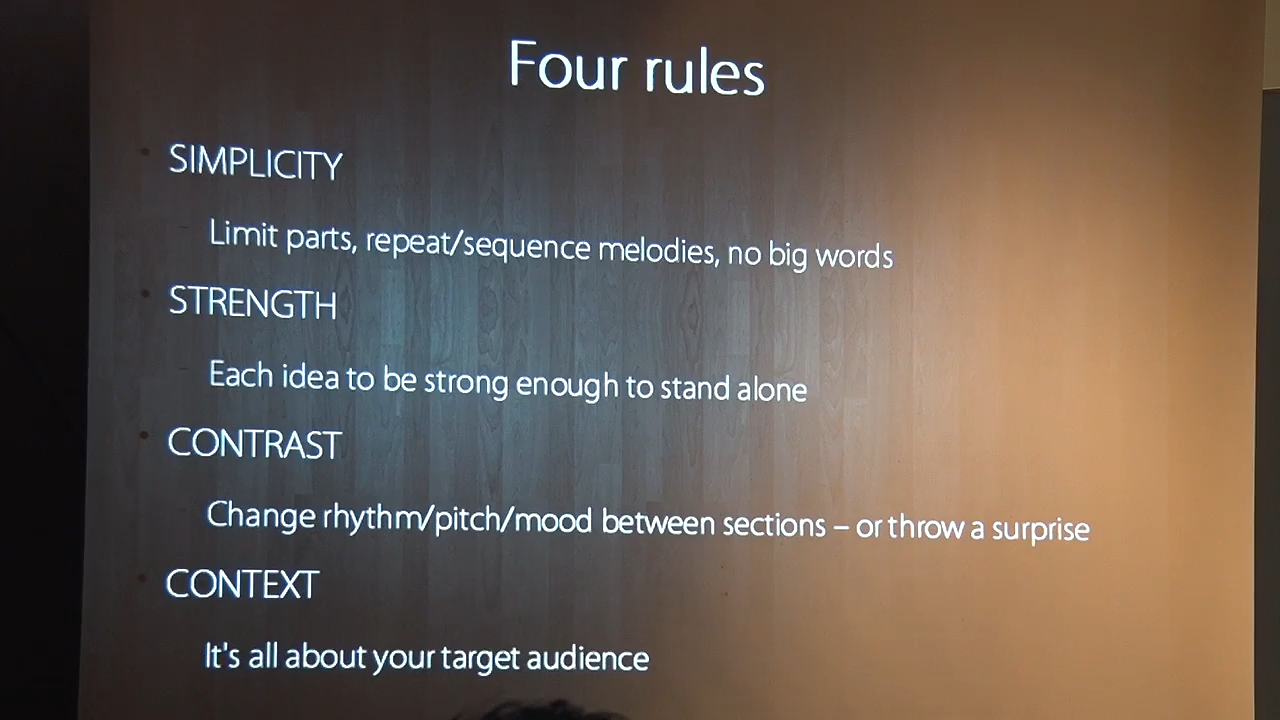 Four rules
SIMPLICITY
Limit parts, repeat/sequence melodies, no big words
STRENGTH
Each idea to be strong enough to stand alone
CONTRAST
Change rhythm/pitch/mood between sections – or throw a surprise
CONTEXT
It's all about your target audience